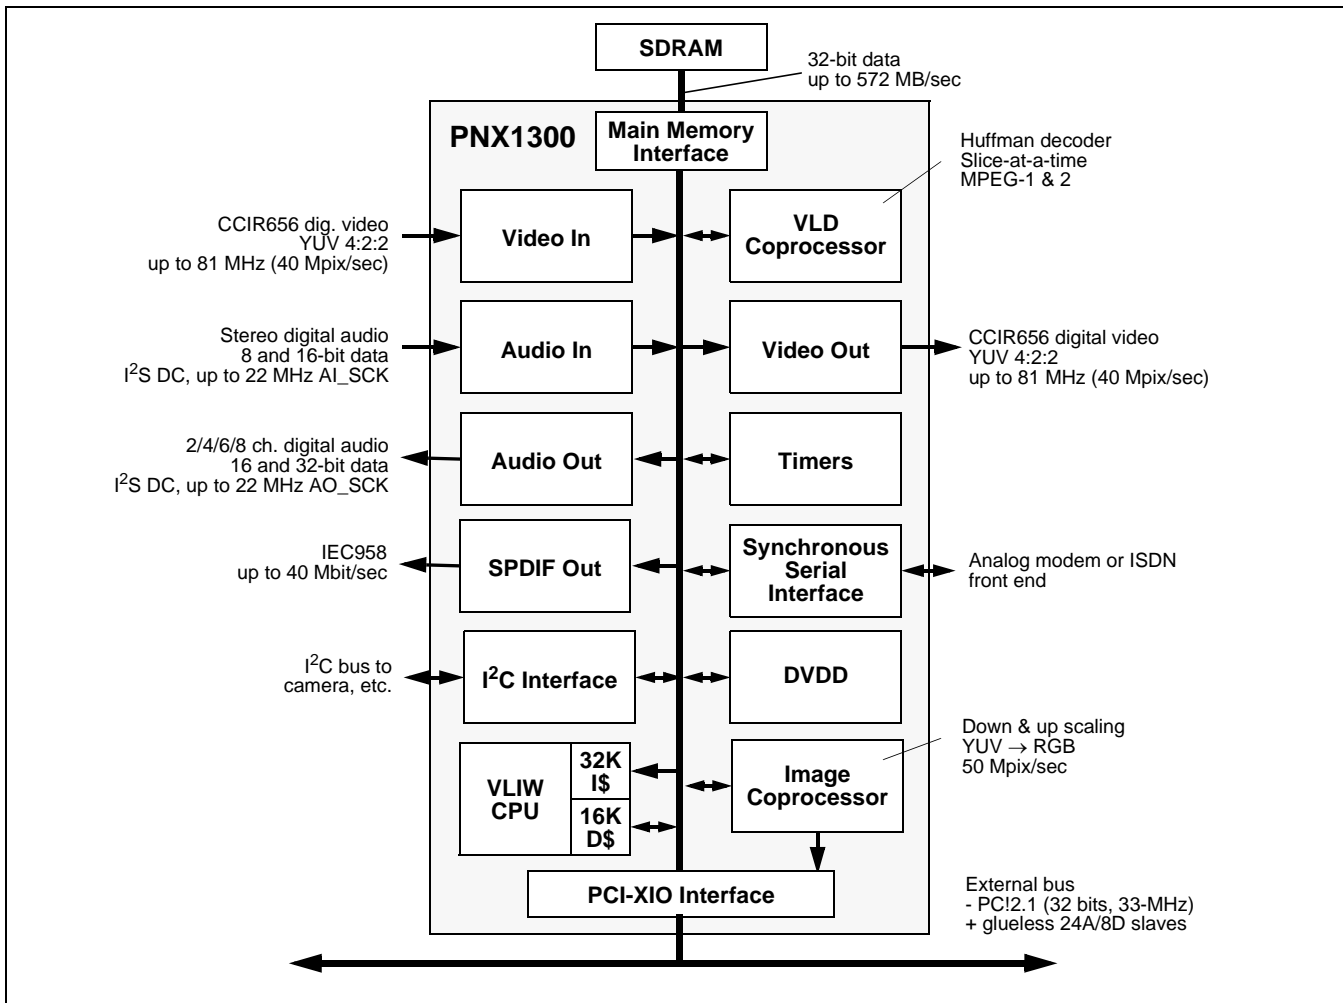 SDRAM
32-bit data
up to 572 MB/sec
PNX1300
Main Memory
Interface
Huffman decoder
Slice-at-a-time
MPEG-1 & 2
CCIR656 dig. video
YUV 4:2:2
up to 81 MHz (40 Mpix/sec)
Video In
VLD
Coprocessor
Stereo digital audio
8 and 16-bit data
I²S DC, up to 22 MHz AI_SCK
Audio In
Video Out
CCIR656 digital video
YUV 4:2:2
up to 81 MHz (40 Mpix/sec)
2/4/6/8 ch. digital audio
16 and 32-bit data
I²S DC, up to 22 MHz AO_SCK
Audio Out
Timers
IEC958
up to 40 Mbit/sec
SPDIF Out
Synchronous
Serial
Interface
Analog modem or ISDN
front end
I²C bus to
camera, etc.
I²C Interface
DVDD
Down & up scaling
YUV → RGB
50 Mpix/sec
VLIW
CPU
32K
I$
16K
D$
Image
Coprocessor
PCI-XIO Interface
External bus
- PC!2.1 (32 bits, 33-MHz)
+ glueless 24A/8D slaves